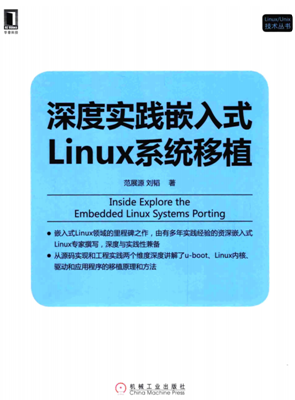 Linux/Unix
技术丛书
深度实践嵌入式
Linux系统移植
范展源 刘韬 著
Inside Explore the
Embedded Linux Systems Porting
嵌入式Linux领域的里程碑之作，由有多年实践经验的资深嵌入式
Linux专家撰写，深度与实践性兼备
从源码实现和工程实践两个维度深度讲解了u-boot、Linux内核、
驱动和应用程序的移植原理和方法
机械工业出版社
China Machine Press